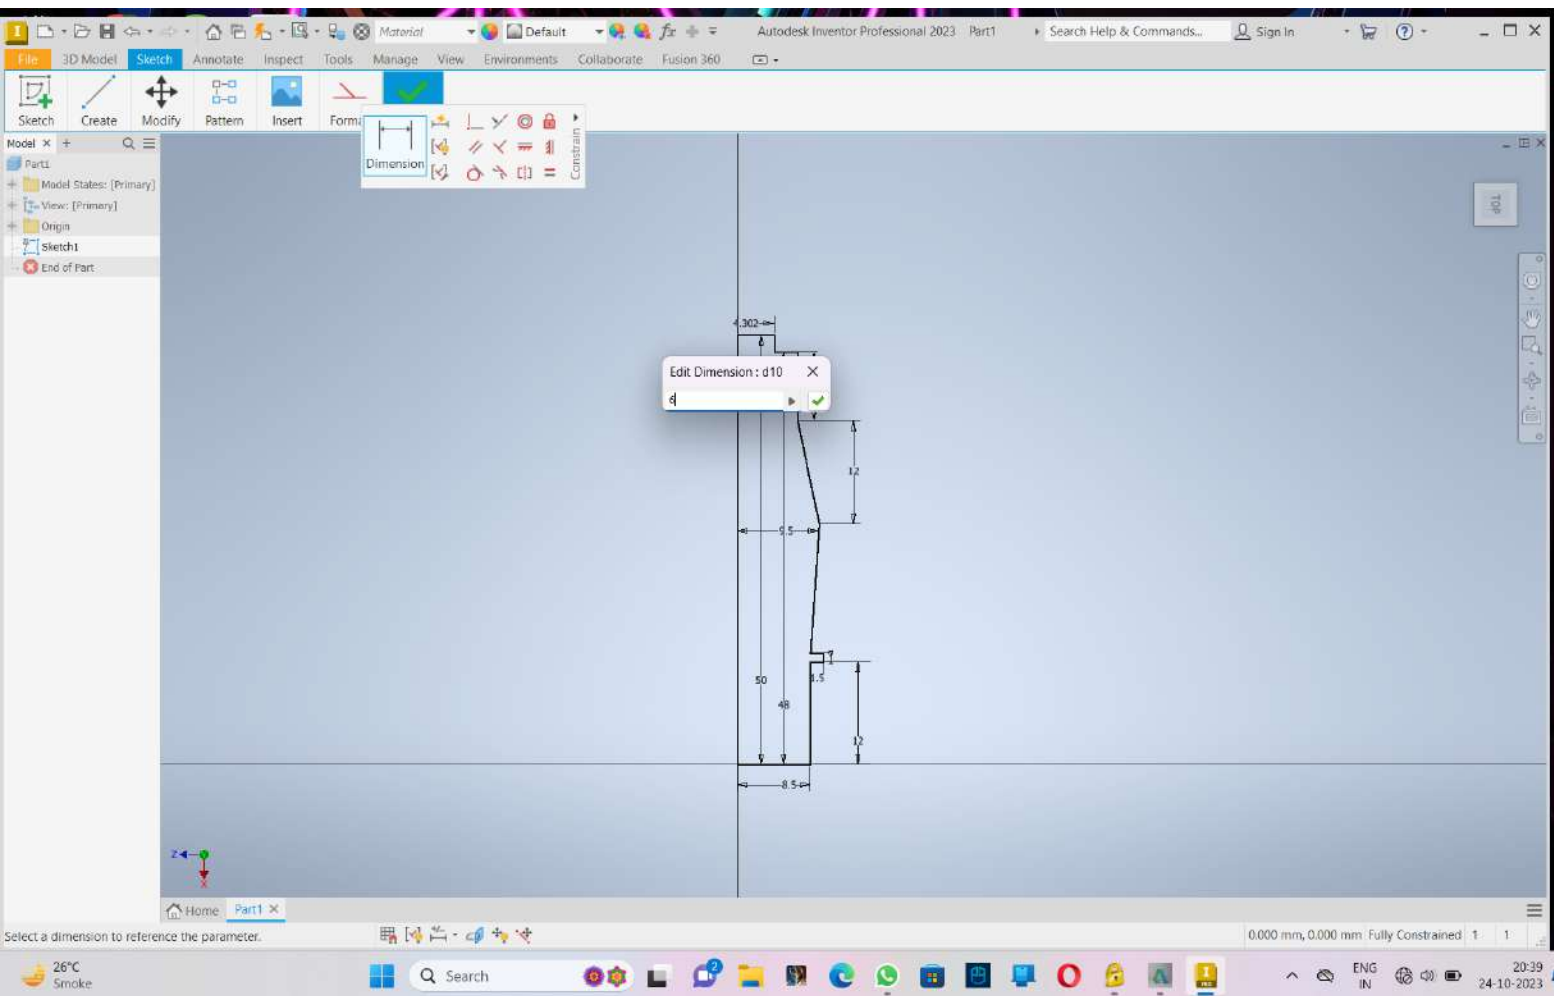 Material
Default
fx
Autodesk Inventor Professional 2023 Part1
Search Help & Commands...
Sign In
File 3D Model Sketch Annotate Inspect Tools Manage View Environments Collaborate Fusion 360
Sketch Create Modify Pattern Insert Forma
Dimension
Constrain
Model × +
Part1
Model States: [Primary]
View: [Primary]
Origin
Sketch1
End of Part
TOP
4.302
Edit Dimension : d10
6
12
9.5
1.5
50
48
12
8.5
Z
X
Home Part1 ×
Select a dimension to reference the parameter.
0.000 mm, 0.000 mm Fully Constrained 1 1
26°C
Smoke
Search
2
ENG
IN
20:39
24-10-2023